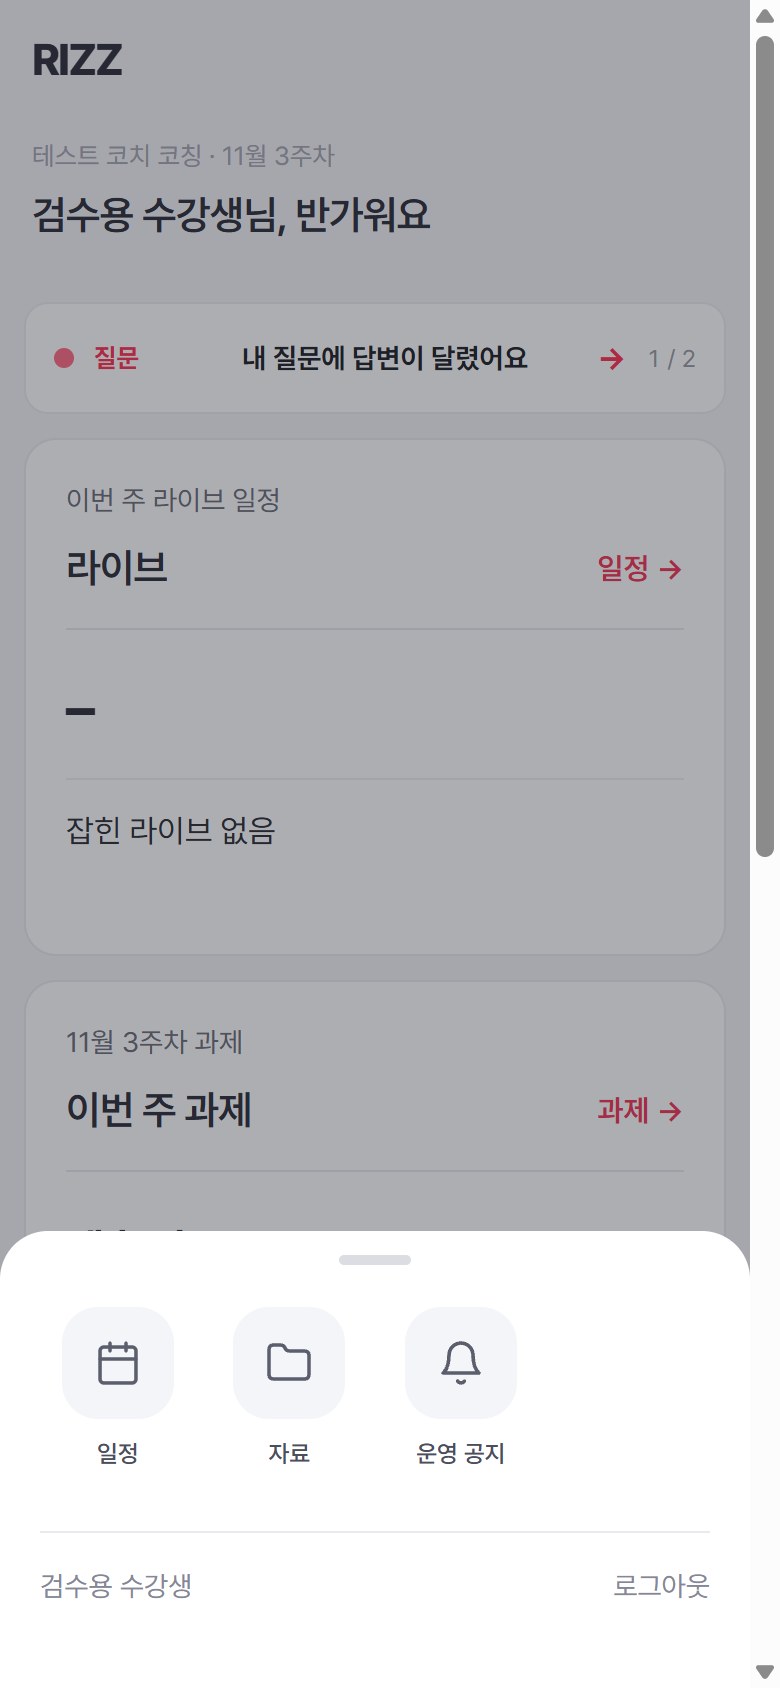 RIZZ
테스트 코치 코칭 · 11월 3주차
검수용 수강생님, 반가워요
질문 내 질문에 답변이 달렸어요 → 1 / 2
이번 주 라이브 일정
라이브 일정 →
–
잡힌 라이브 없음
11월 3주차 과제
이번 주 과제 과제 →
일정 자료 운영 공지
검수용 수강생 로그아웃